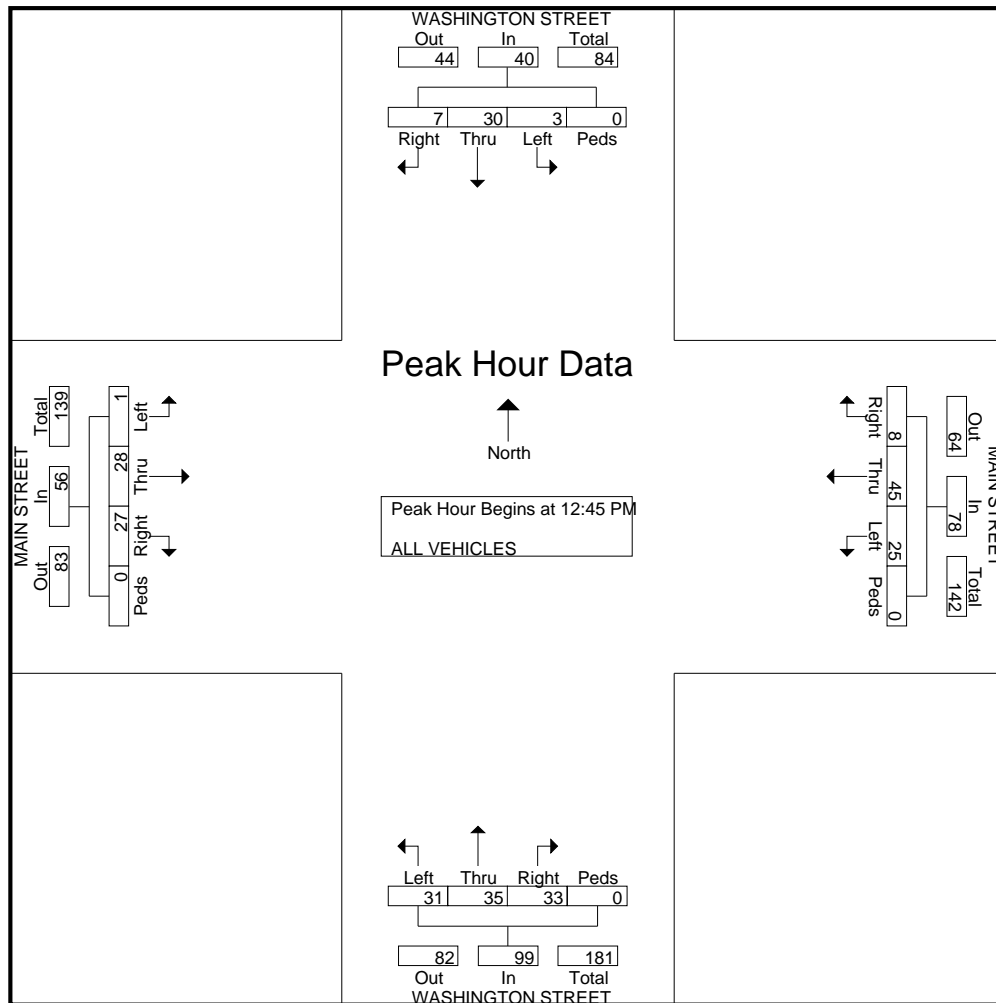 WASHINGTON STREET
Out In Total
44 40 84
7 30 3 0
Right Thru Left Peds
Peak Hour Data
North
Peak Hour Begins at 12:45 PM
ALL VEHICLES
MAIN STREET
Out In Total
83 56 139
0 27 28 1
Peds Right Thru Left
MAIN STREET
Out In Total
64 78 142
8 45 25 0
Right Thru Left Peds
Left Thru Right Peds
31 35 33 0
82 99 181
Out In Total
WASHINGTON STREET